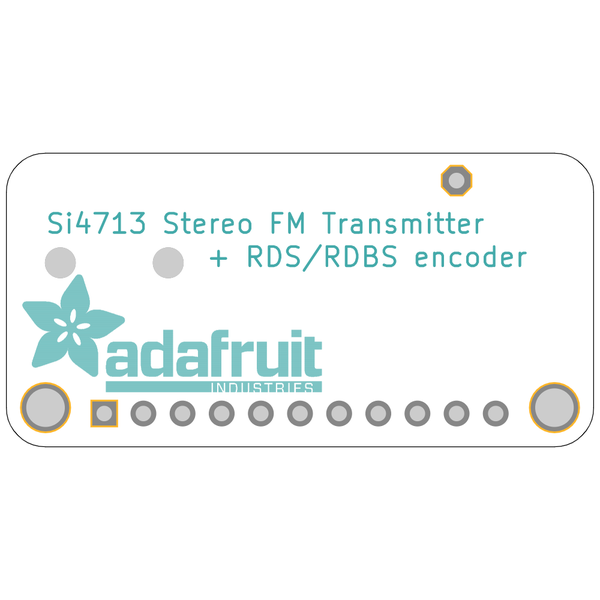 Si4713 Stereo FM Transmitter
+ RDS/RDBS encoder
adafruit
INDUSTRIES